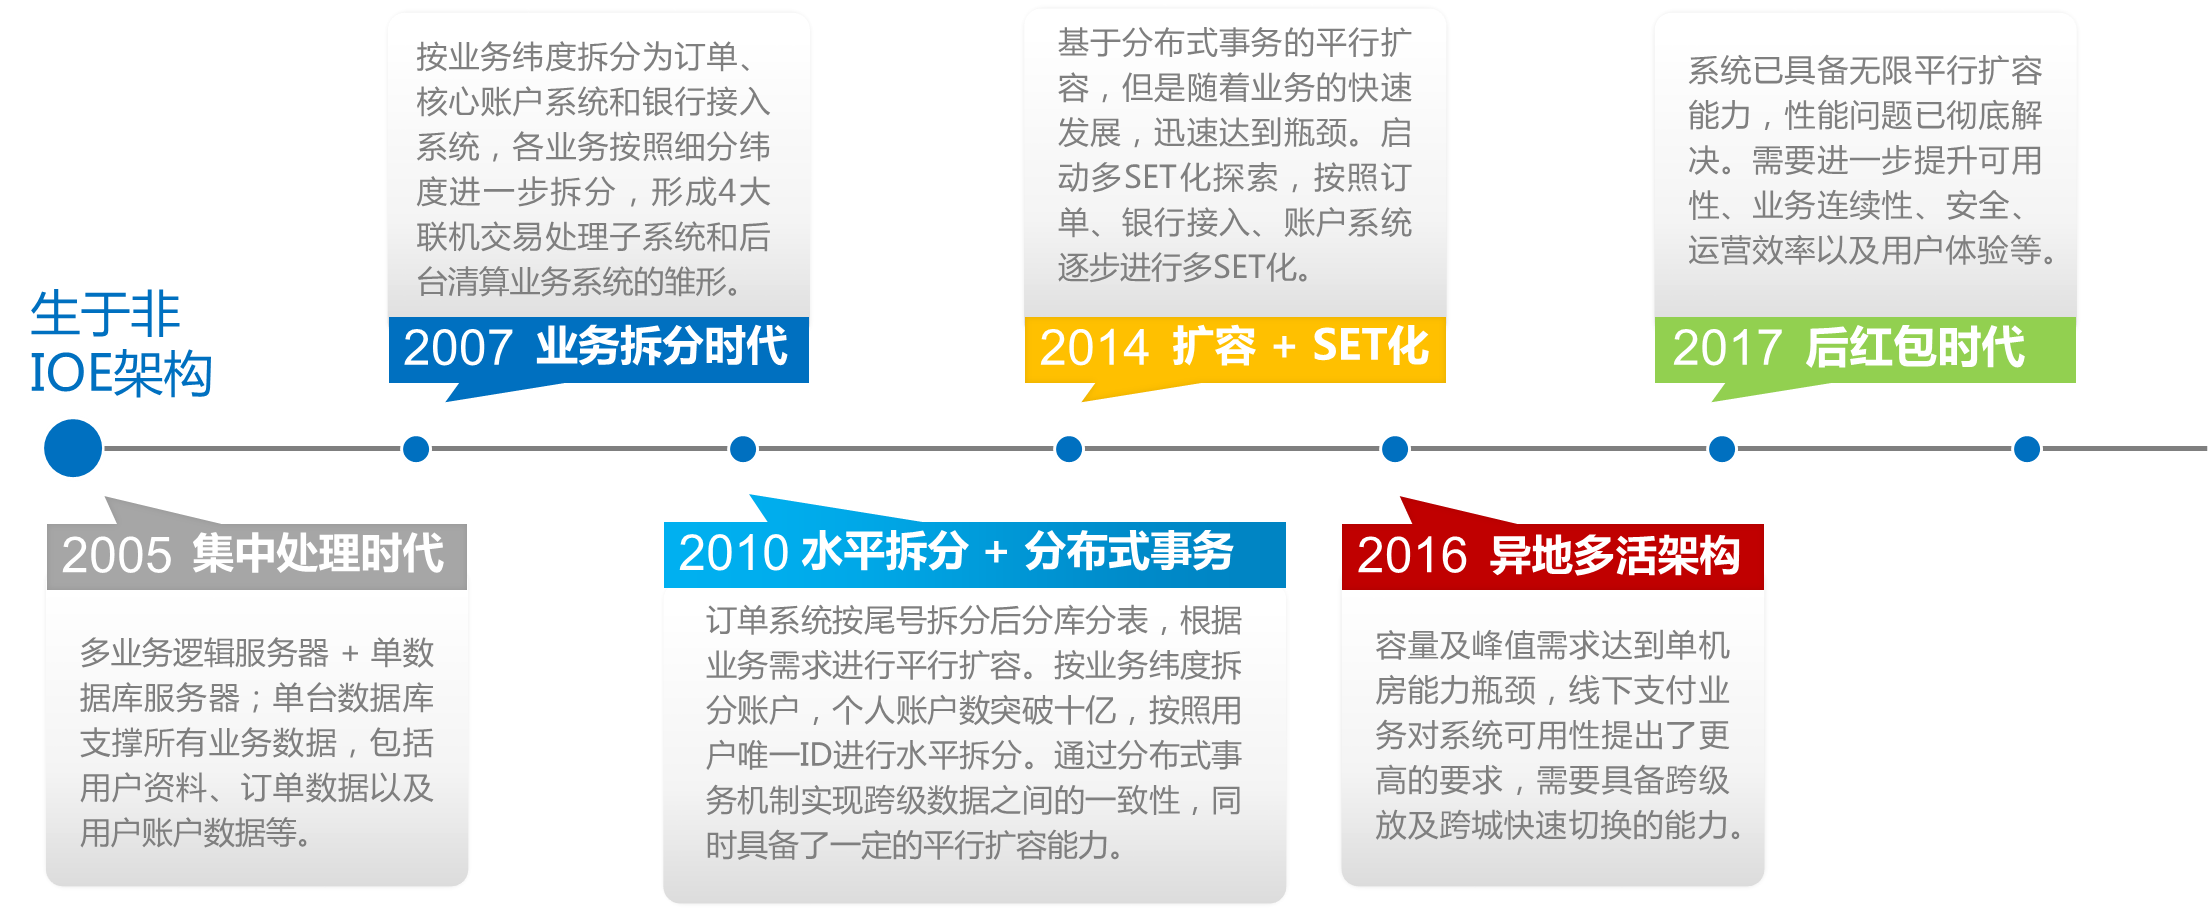 生于非
IOE架构
按业务纬度拆分为订单、
核心账户系统和银行接入
系统，各业务按照细分纬
度进一步拆分，形成4大
联机交易处理子系统和后
台清算业务系统的雏形。
2007 业务拆分时代
基于分布式事务的平行扩
容，但是随着业务的快速
发展，迅速达到瓶颈。启
动多SET化探索，按照订
单、银行接入、账户系统
逐步进行多SET化。
2014 扩容 + SET化
系统已具备无限平行扩容
能力，性能问题已彻底解
决。需要进一步提升可用
性、业务连续性、安全、
运营效率以及用户体验等。
2017 后红包时代
2005 集中处理时代
多业务逻辑服务器 + 单数
据库服务器；单台数据库
支撑所有业务数据，包括
用户资料、订单数据以及
用户账户数据等。
2010 水平拆分 + 分布式事务
订单系统按尾号拆分后分库分表，根据
业务需求进行平行扩容。按业务纬度拆
分账户，个人账户数突破十亿，按照用
户唯一ID进行水平拆分。通过分布式事
务机制实现跨级数据之间的一致性，同
时具备了一定的平行扩容能力。
2016 异地多活架构
容量及峰值需求达到单机
房能力瓶颈，线下支付业
务对系统可用性提出了更
高的要求，需要具备跨级
放及跨城快速切换的能力。